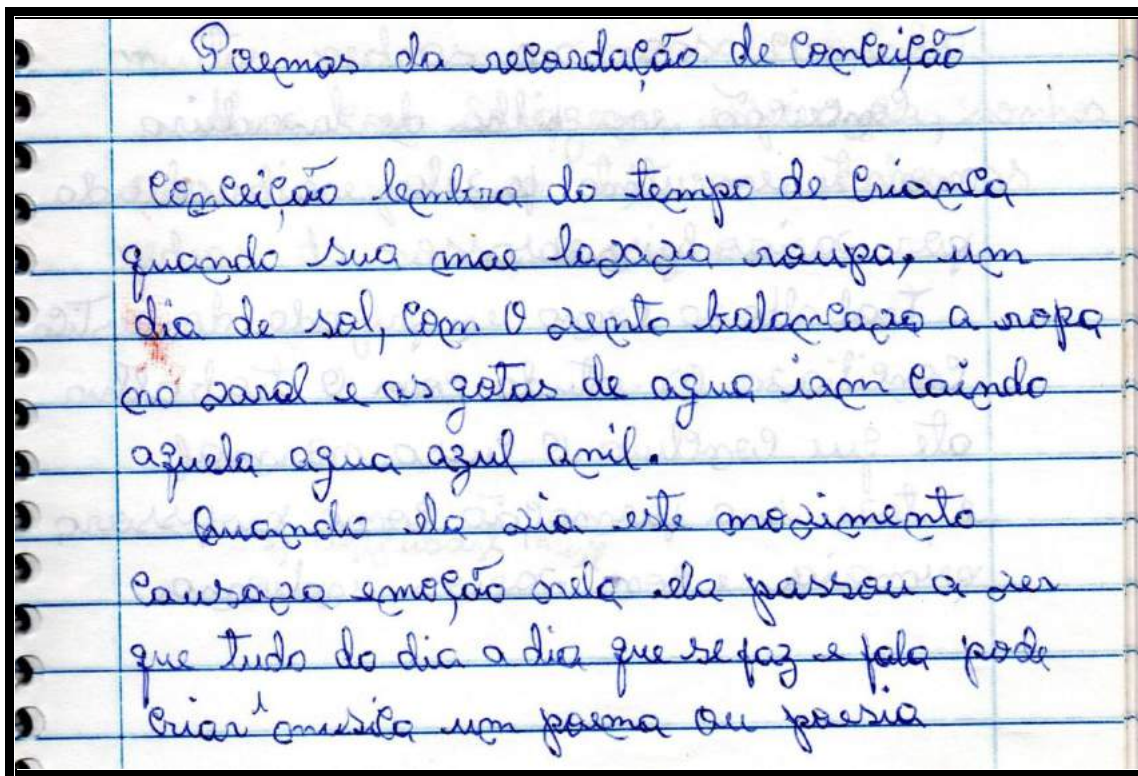 Poemas da recordação de Conceição
Conceição lembra do tempo de criança
quando sua mae lavava roupa, um
dia de sol, com o vento balançava a ropa
no varal e as gotas de agua iam caindo
aquela agua azul anil.
Quando ela via este movimento
causava emoção nela ela passou a ver
que tudo do dia a dia que se faz e fala pode
criar musica um poema ou poesia